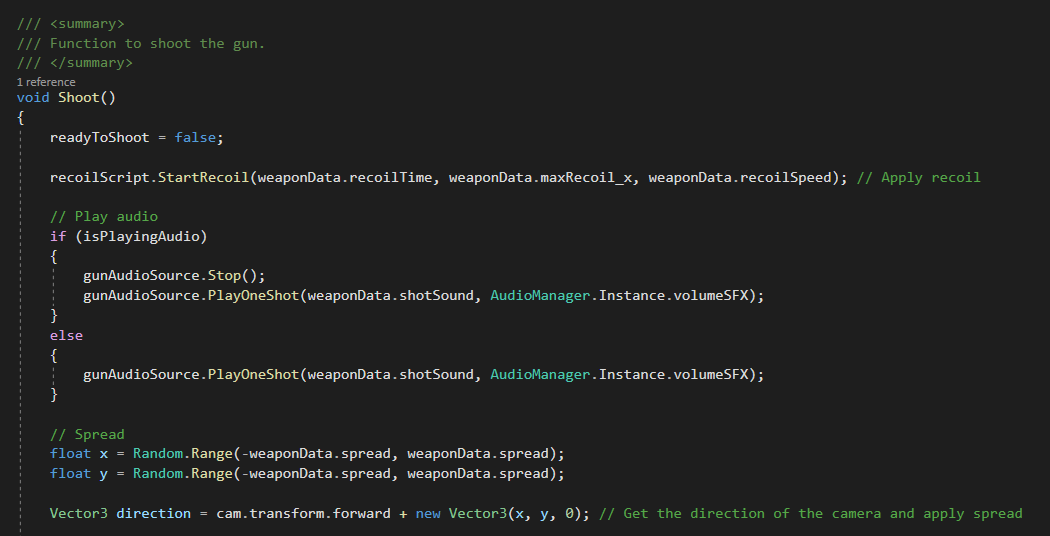 /// <summary>
/// Function to shoot the gun.
/// </summary>
1 reference
void Shoot()
{
readyToShoot = false;
recoilScript.StartRecoil(weaponData.recoilTime, weaponData.maxRecoil_x, weaponData.recoilSpeed); // Apply recoil
// Play audio
if (isPlayingAudio)
{
gunAudioSource.Stop();
gunAudioSource.PlayOneShot(weaponData.shotSound, AudioManager.Instance.volumeSFX);
}
else
{
gunAudioSource.PlayOneShot(weaponData.shotSound, AudioManager.Instance.volumeSFX);
}
// Spread
float x = Random.Range(-weaponData.spread, weaponData.spread);
float y = Random.Range(-weaponData.spread, weaponData.spread);
Vector3 direction = cam.transform.forward + new Vector3(x, y, 0); // Get the direction of the camera and apply spread